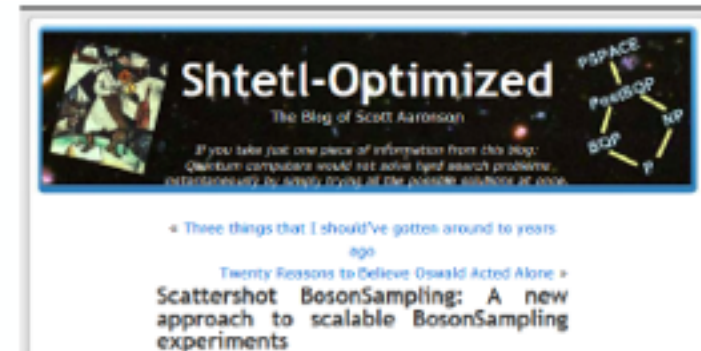 Shtetl-Optimized
The Blog of Scott Aaronson
If you take just one piece of information from this blog:
Quantum computers would not solve hard search problems
instantaneously by simply trying all the possible solutions at once.
PSPACE
PostBQP
NP
BQP
P
« Three things that I should've gotten around to years
ago
Twenty Reasons to Believe Oswald Acted Alone »
Scattershot BosonSampling: A new
approach to scalable BosonSampling
experiments